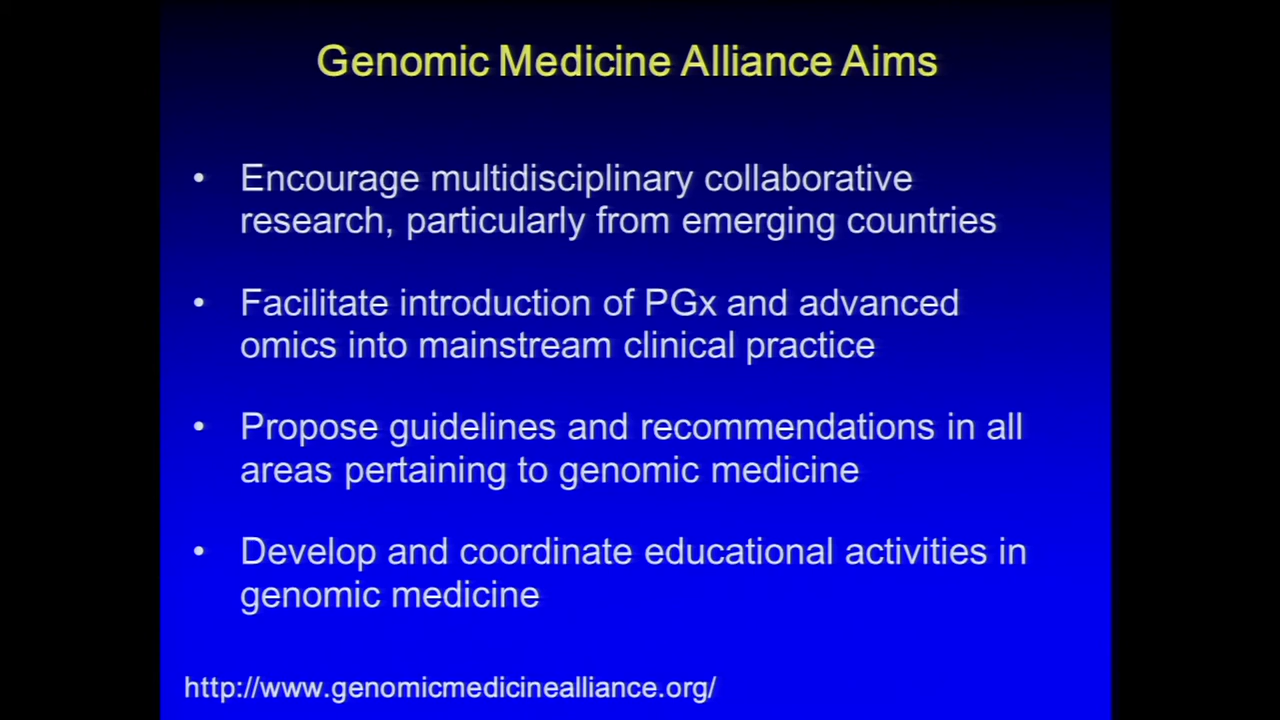 Genomic Medicine Alliance Aims
• Encourage multidisciplinary collaborative
research, particularly from emerging countries
• Facilitate introduction of PGx and advanced
omics into mainstream clinical practice
• Propose guidelines and recommendations in all
areas pertaining to genomic medicine
• Develop and coordinate educational activities in
genomic medicine
http://www.genomicmedicinealliance.org/